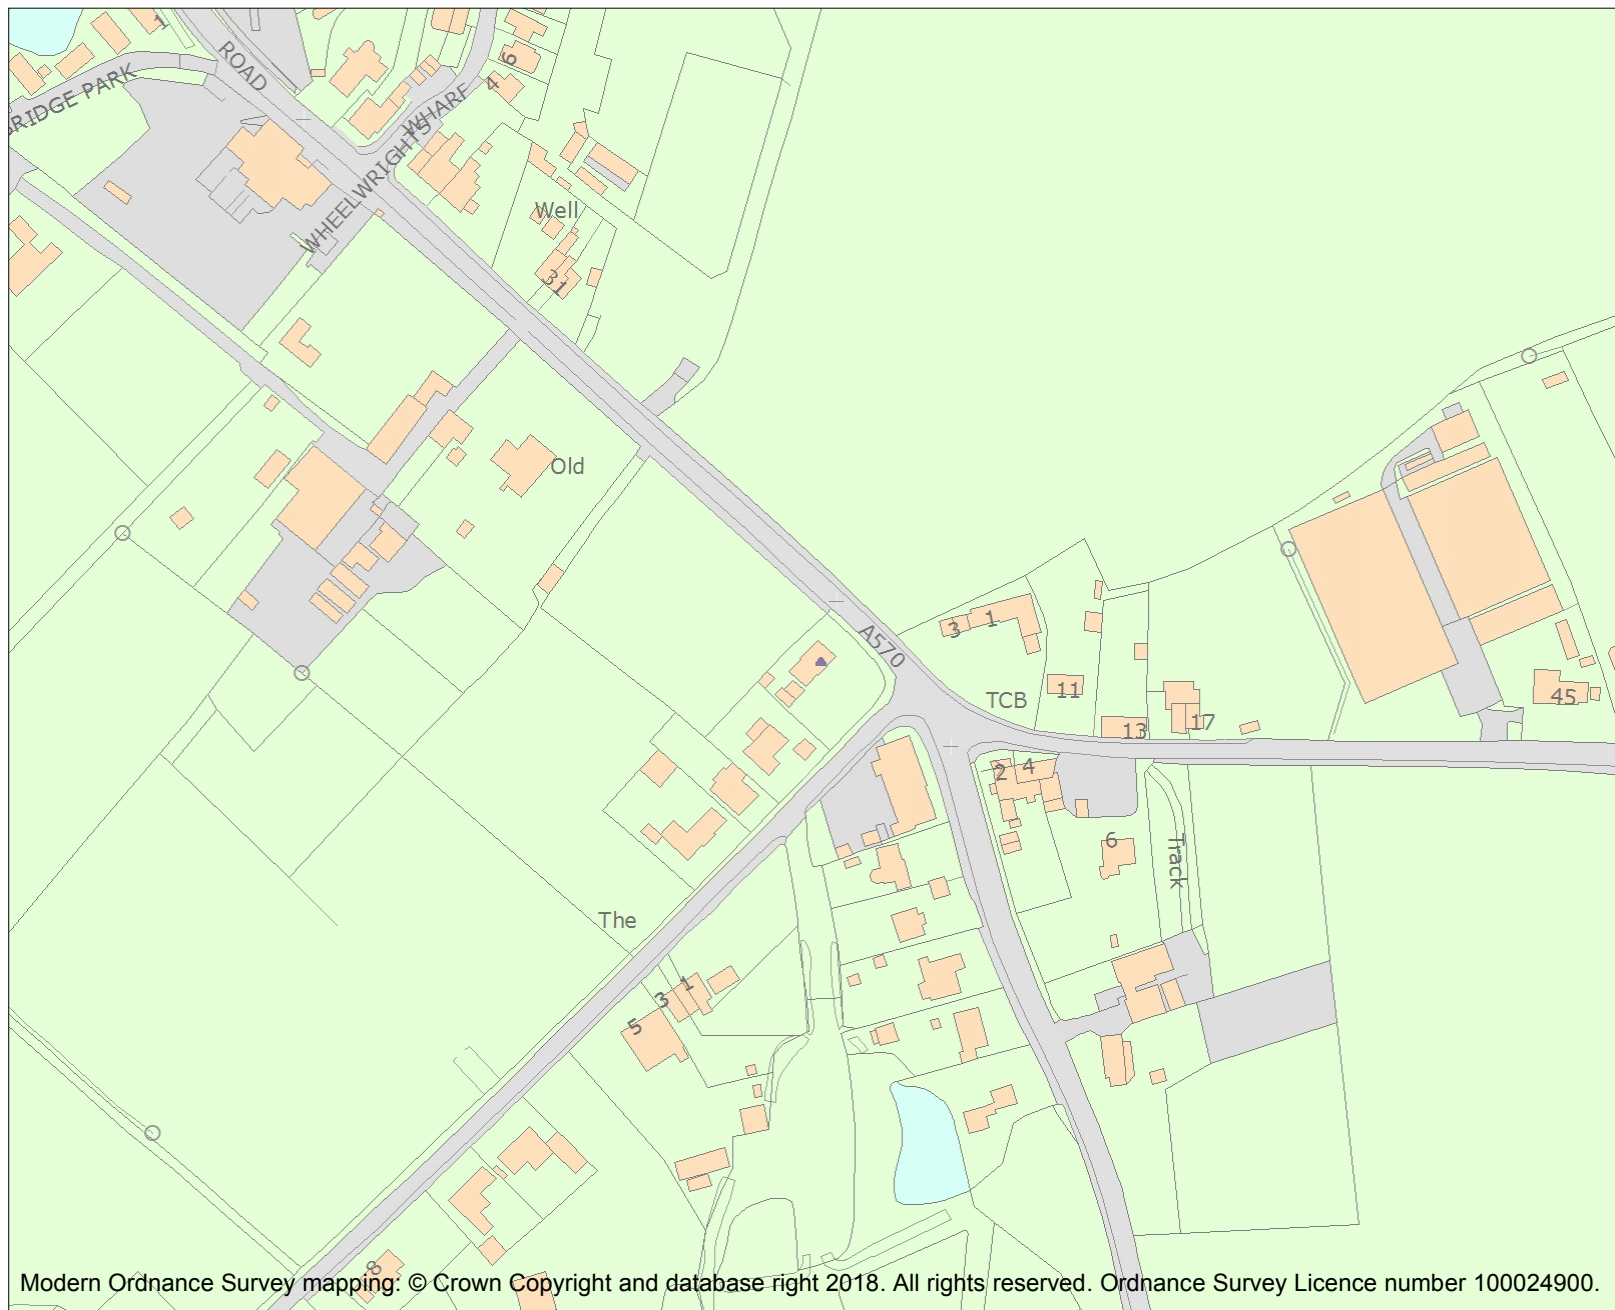 1
ROAD
BRIDGE PARK
6
4
WHEELWRIGHTS WHARF
Well
31
Old
A570
3
1
11
TCB
13
17
45
2
4
6
Track
The
1
3
5
8
Modern Ordnance Survey mapping: © Crown Copyright and database right 2018. All rights reserved. Ordnance Survey Licence number 100024900.